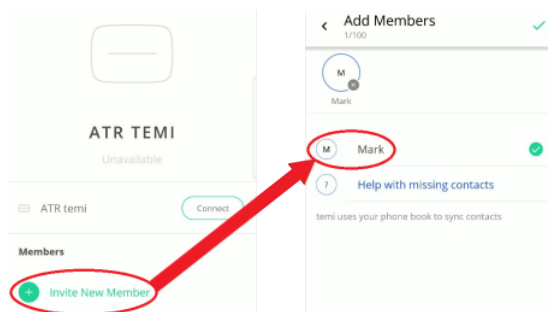 ATR TEMI
Unavailable
ATR temi
Connect
Members
+ Invite New Member
Add Members
1/100
M
Mark
M Mark
? Help with missing contacts
temi uses your phone book to sync contacts